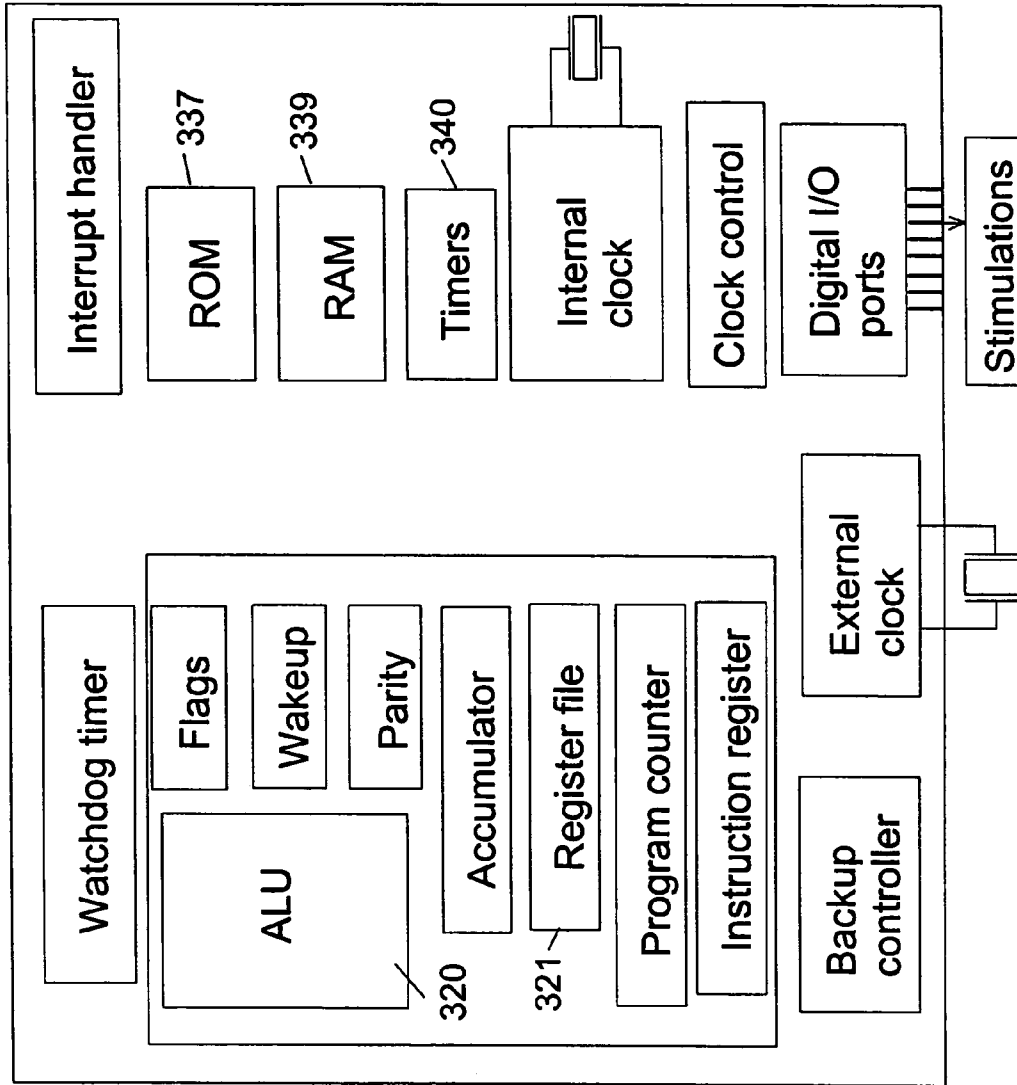 Watchdog timer
Interrupt handler
Flags
Wakeup
Parity
ALU
320
Accumulator
Register file
321
Program counter
Instruction register
Backup
controller
External
clock
ROM
337
RAM
339
Timers
340
Internal
clock
Clock control
Digital I/O
ports
Stimulations